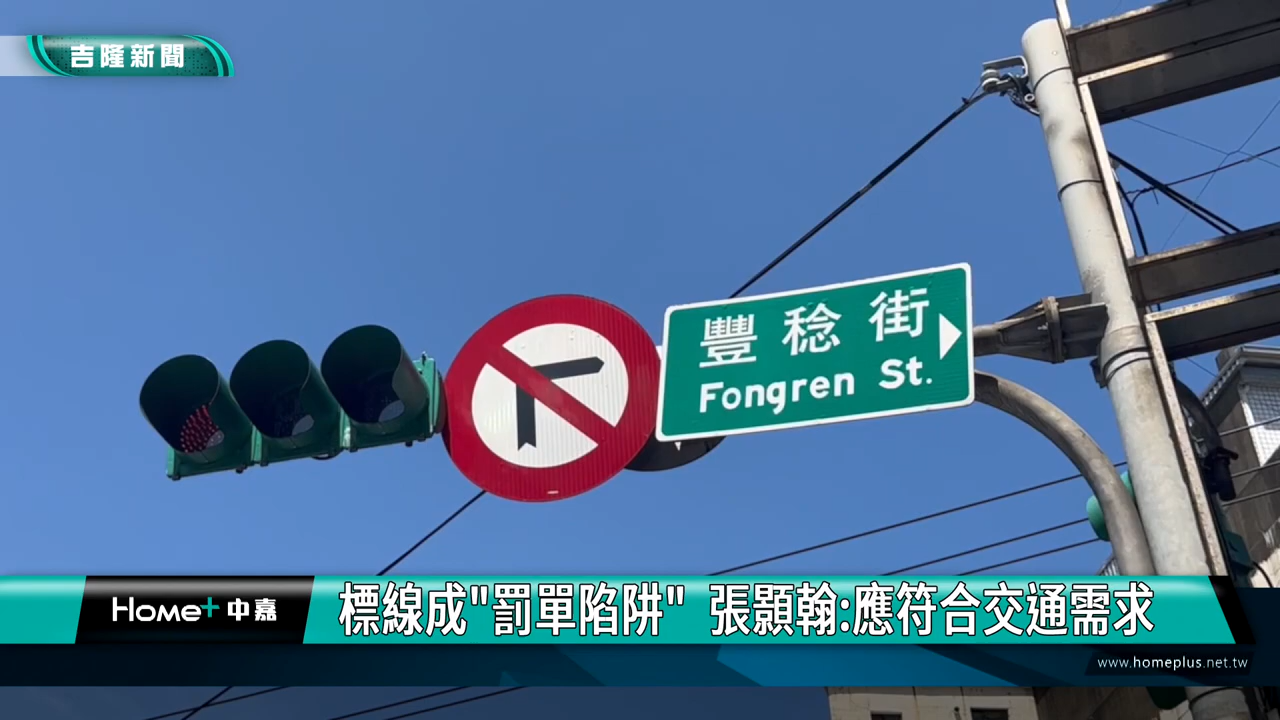 吉隆新聞
豐稔街
Fongren St.
Home+ 中嘉
標線成"罰單陷阱" 張顥翰:應符合交通需求
www.homeplus.net.tw